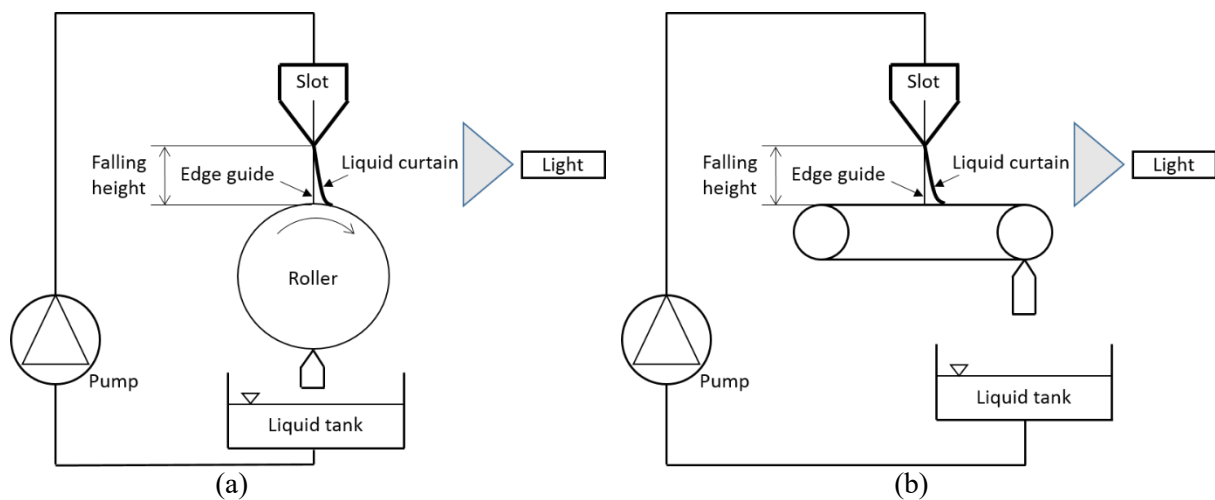 Slot
Falling
height
Edge guide
Liquid curtain
Light
Roller
Pump
Liquid tank
(a)
Slot
Falling
height
Edge guide
Liquid curtain
Light
Pump
Liquid tank
(b)